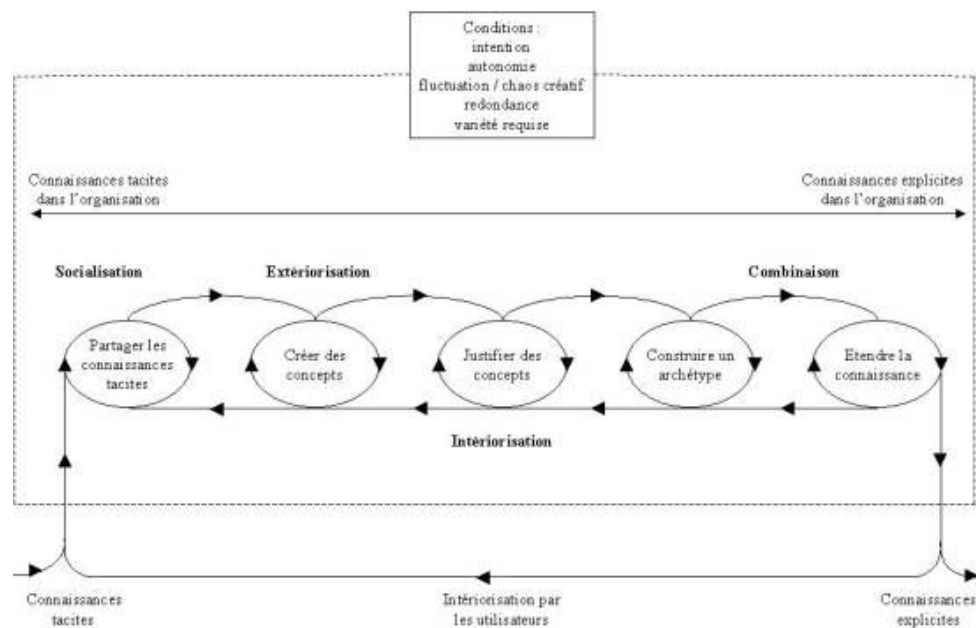 Conditions :
intention
autonomie
fluctuation / chaos créatif
redondance
variété requise
Connaissances tacites
dans l'organisation
Connaissances explicites
dans l'organisation
Socialisation
Extériorisation
Combinaison
Partager les
connaissances
tacites
Créer des
concepts
Justifier des
concepts
Construire un
archétype
Etendre la
connaissance
Intériorisation
Connaissances
tacites
Intériorisation par
les utilisateurs
Connaissances
explicites